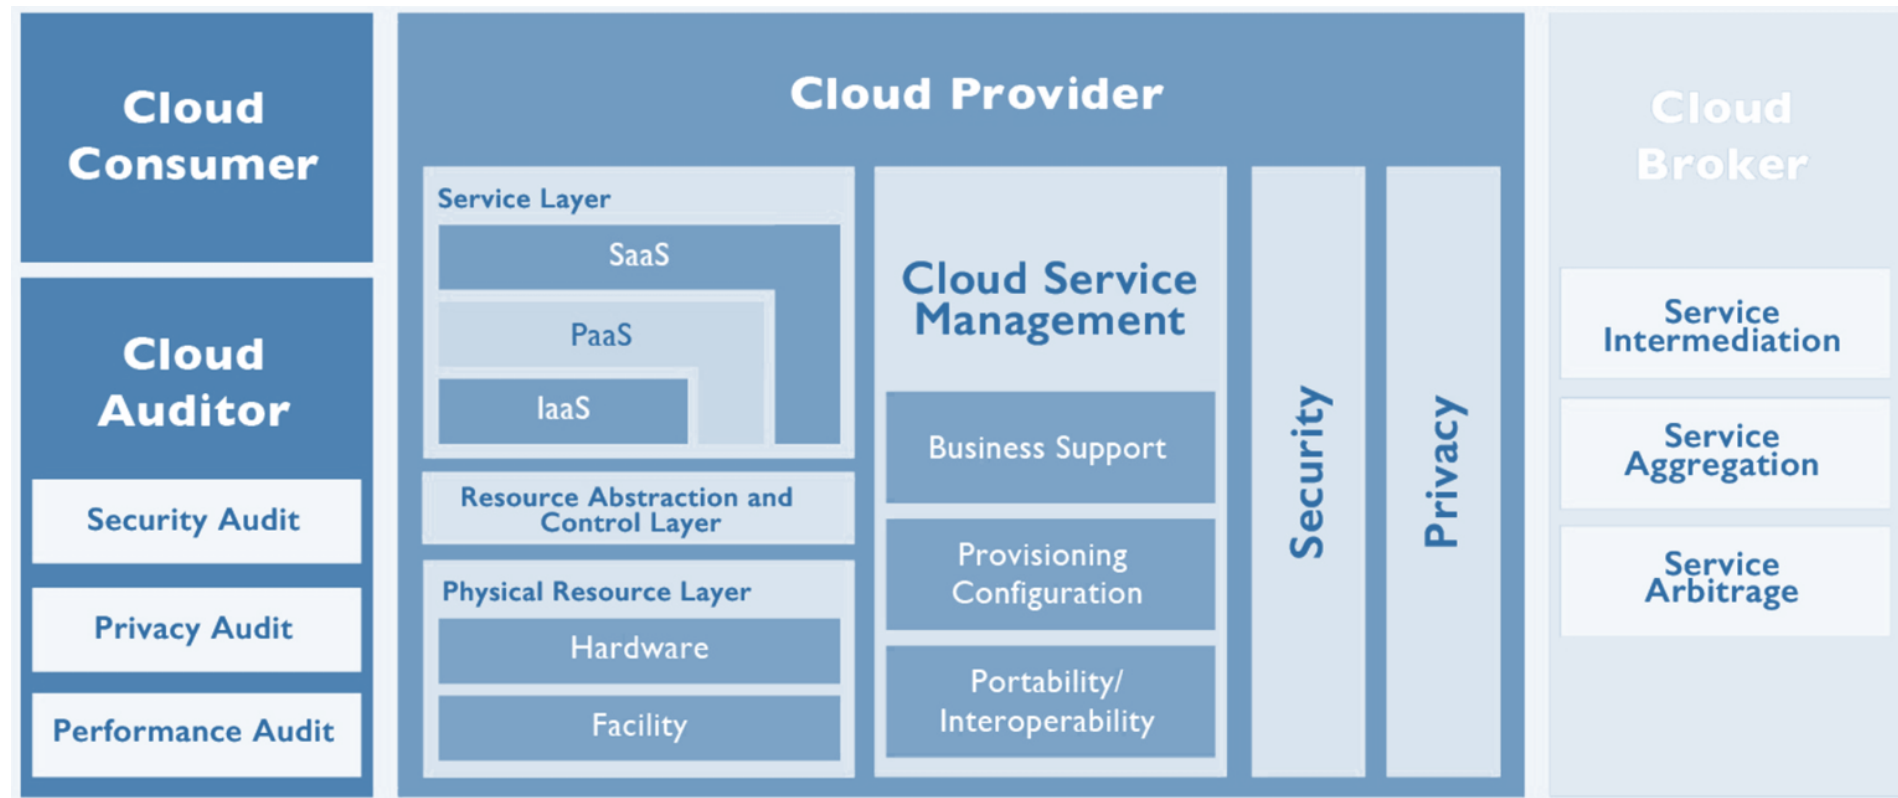 Cloud
Consumer
Cloud
Auditor
Security Audit
Privacy Audit
Performance Audit
Cloud Provider
Service Layer
SaaS
PaaS
IaaS
Resource Abstraction and
Control Layer
Physical Resource Layer
Hardware
Facility
Cloud Service
Management
Business Support
Provisioning
Configuration
Portability/
Interoperability
Security
Privacy
Cloud
Broker
Service
Intermediation
Service
Aggregation
Service
Arbitrage